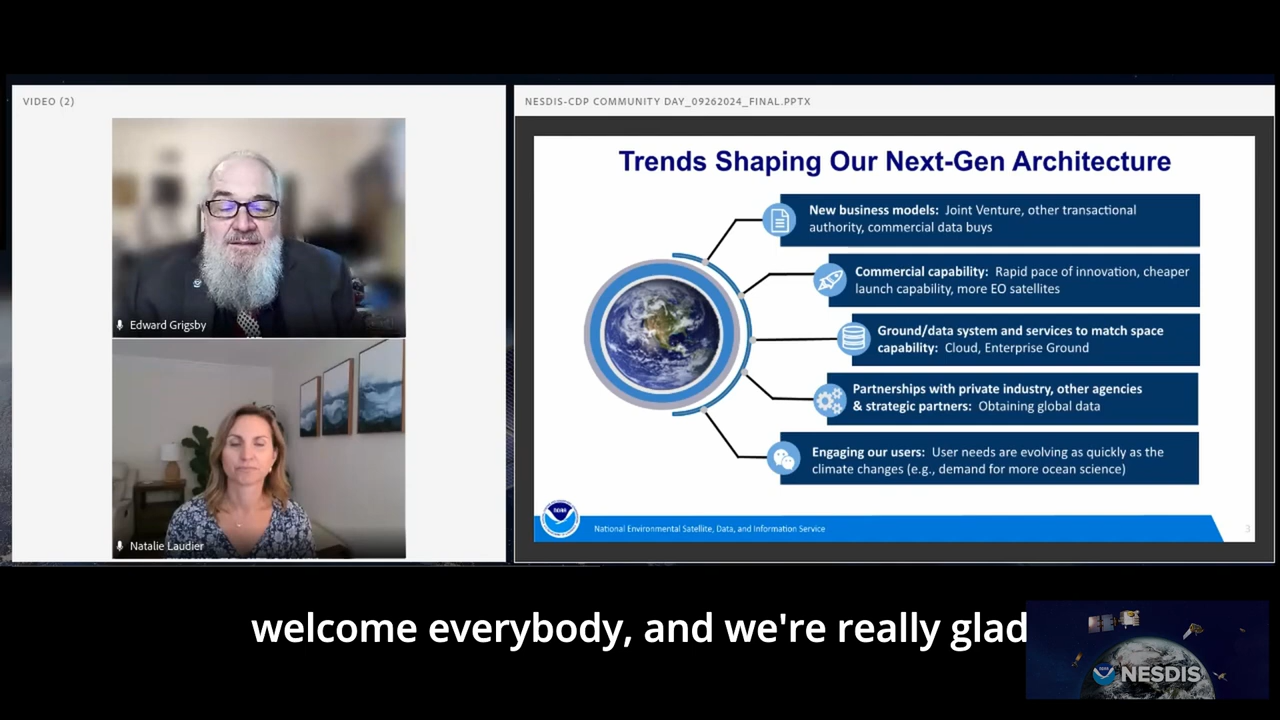 VIDEO (2)
Edward Grigsby
Natalie Laudier
NESDIS-CDP COMMUNITY DAY_09262024_FINAL.PPTX
Trends Shaping Our Next-Gen Architecture
New business models: Joint Venture, other transactional
authority, commercial data buys
Commercial capability: Rapid pace of innovation, cheaper
launch capability, more EO satellites
Ground/data system and services to match space
capability: Cloud, Enterprise Ground
Partnerships with private industry, other agencies
& strategic partners: Obtaining global data
Engaging our users: User needs are evolving as quickly as the
climate changes (e.g., demand for more ocean science)
NOAA
National Environmental Satellite, Data, and Information Service
3
welcome everybody, and we're really glad
NESDIS